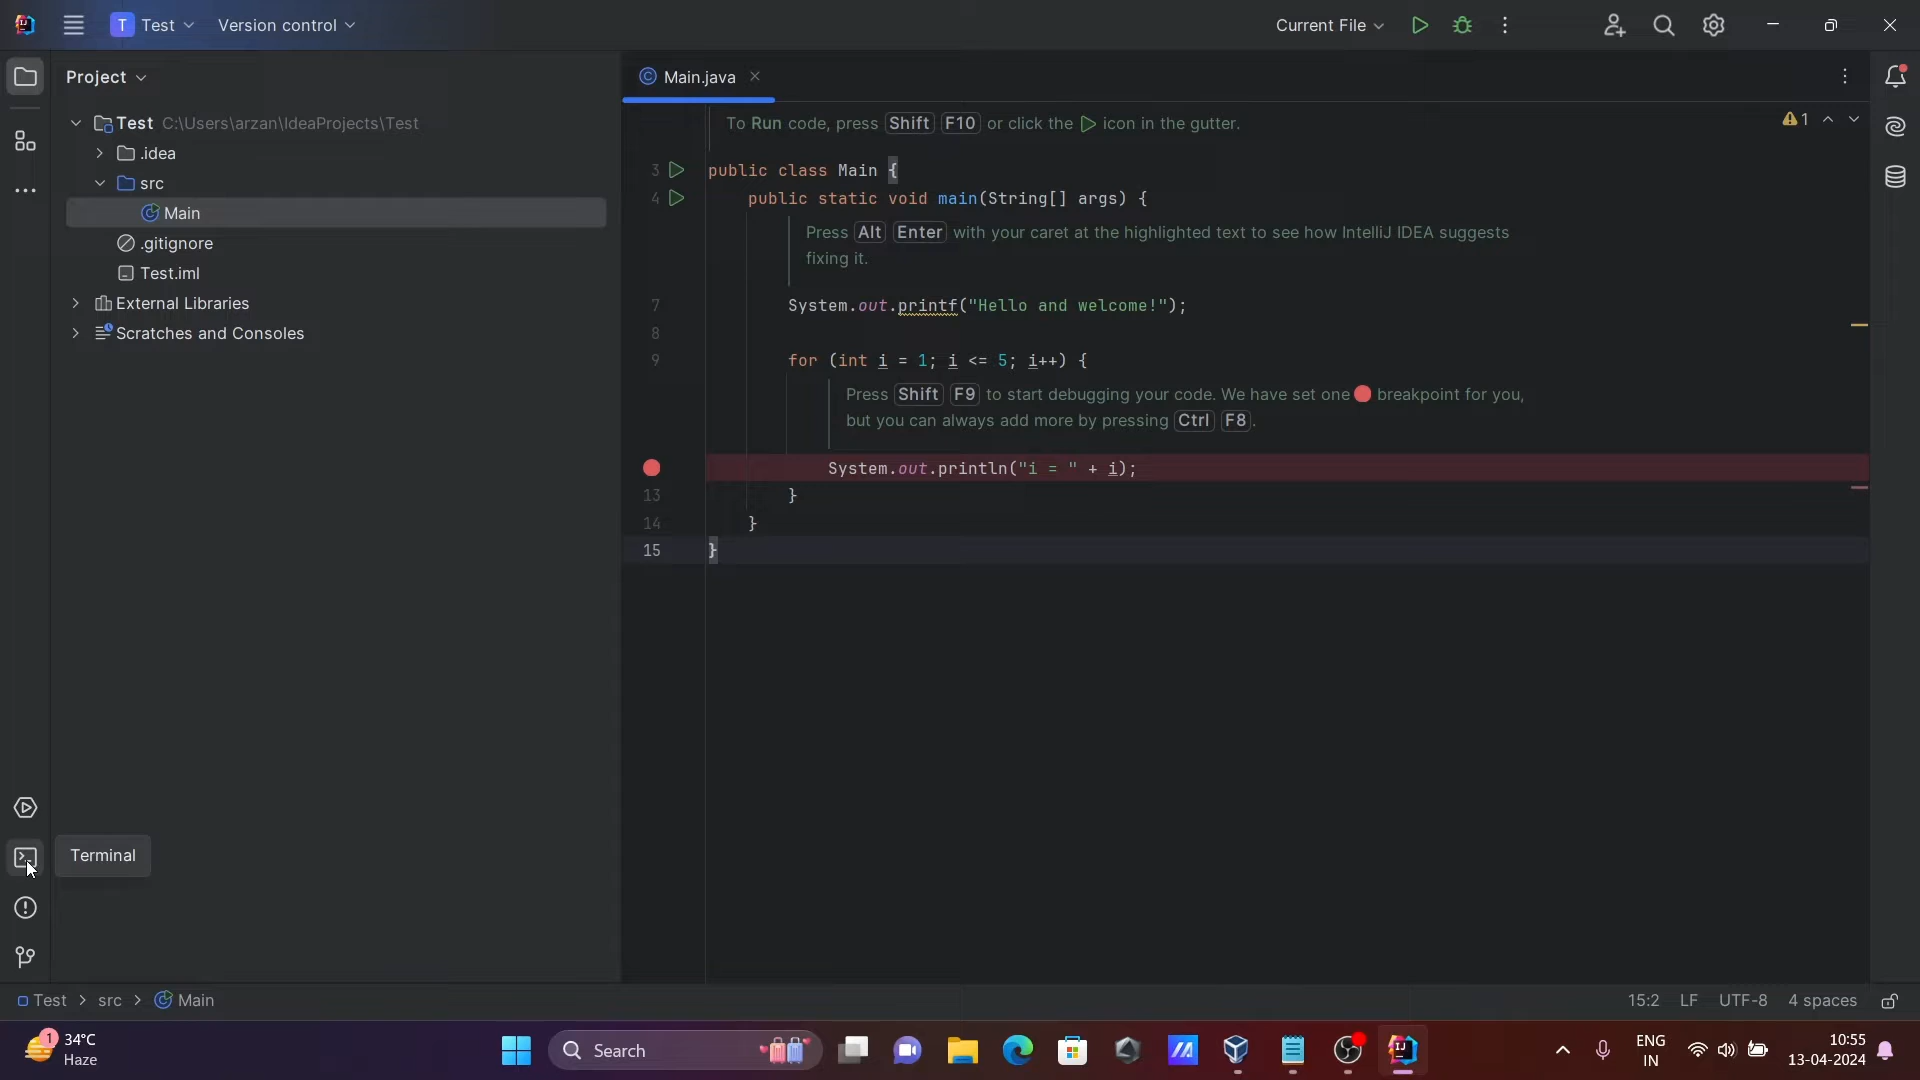 T Test Version control Current File
Project
Main.java
Test C:\Users\arzan\IdeaProjects\Test
.idea
src
Main
.gitignore
Test.iml
External Libraries
Scratches and Consoles
To Run code, press Shift F10 or click the icon in the gutter.
1
3 public class Main {
4 public static void main(String[] args) {
Press Alt Enter with your caret at the highlighted text to see how IntelliJ IDEA suggests
fixing it.
7 System.out.printf("Hello and welcome!");
8
9 for (int i = 1; i <= 5; i++) {
Press Shift F9 to start debugging your code. We have set one breakpoint for you,
but you can always add more by pressing Ctrl F8.
System.out.println("i = " + i);
13 }
14 }
15 }
Terminal
Test > src > Main
15:2 LF UTF-8 4 spaces
1
34°C
Haze
Search
ENG
IN
10:55
13-04-2024